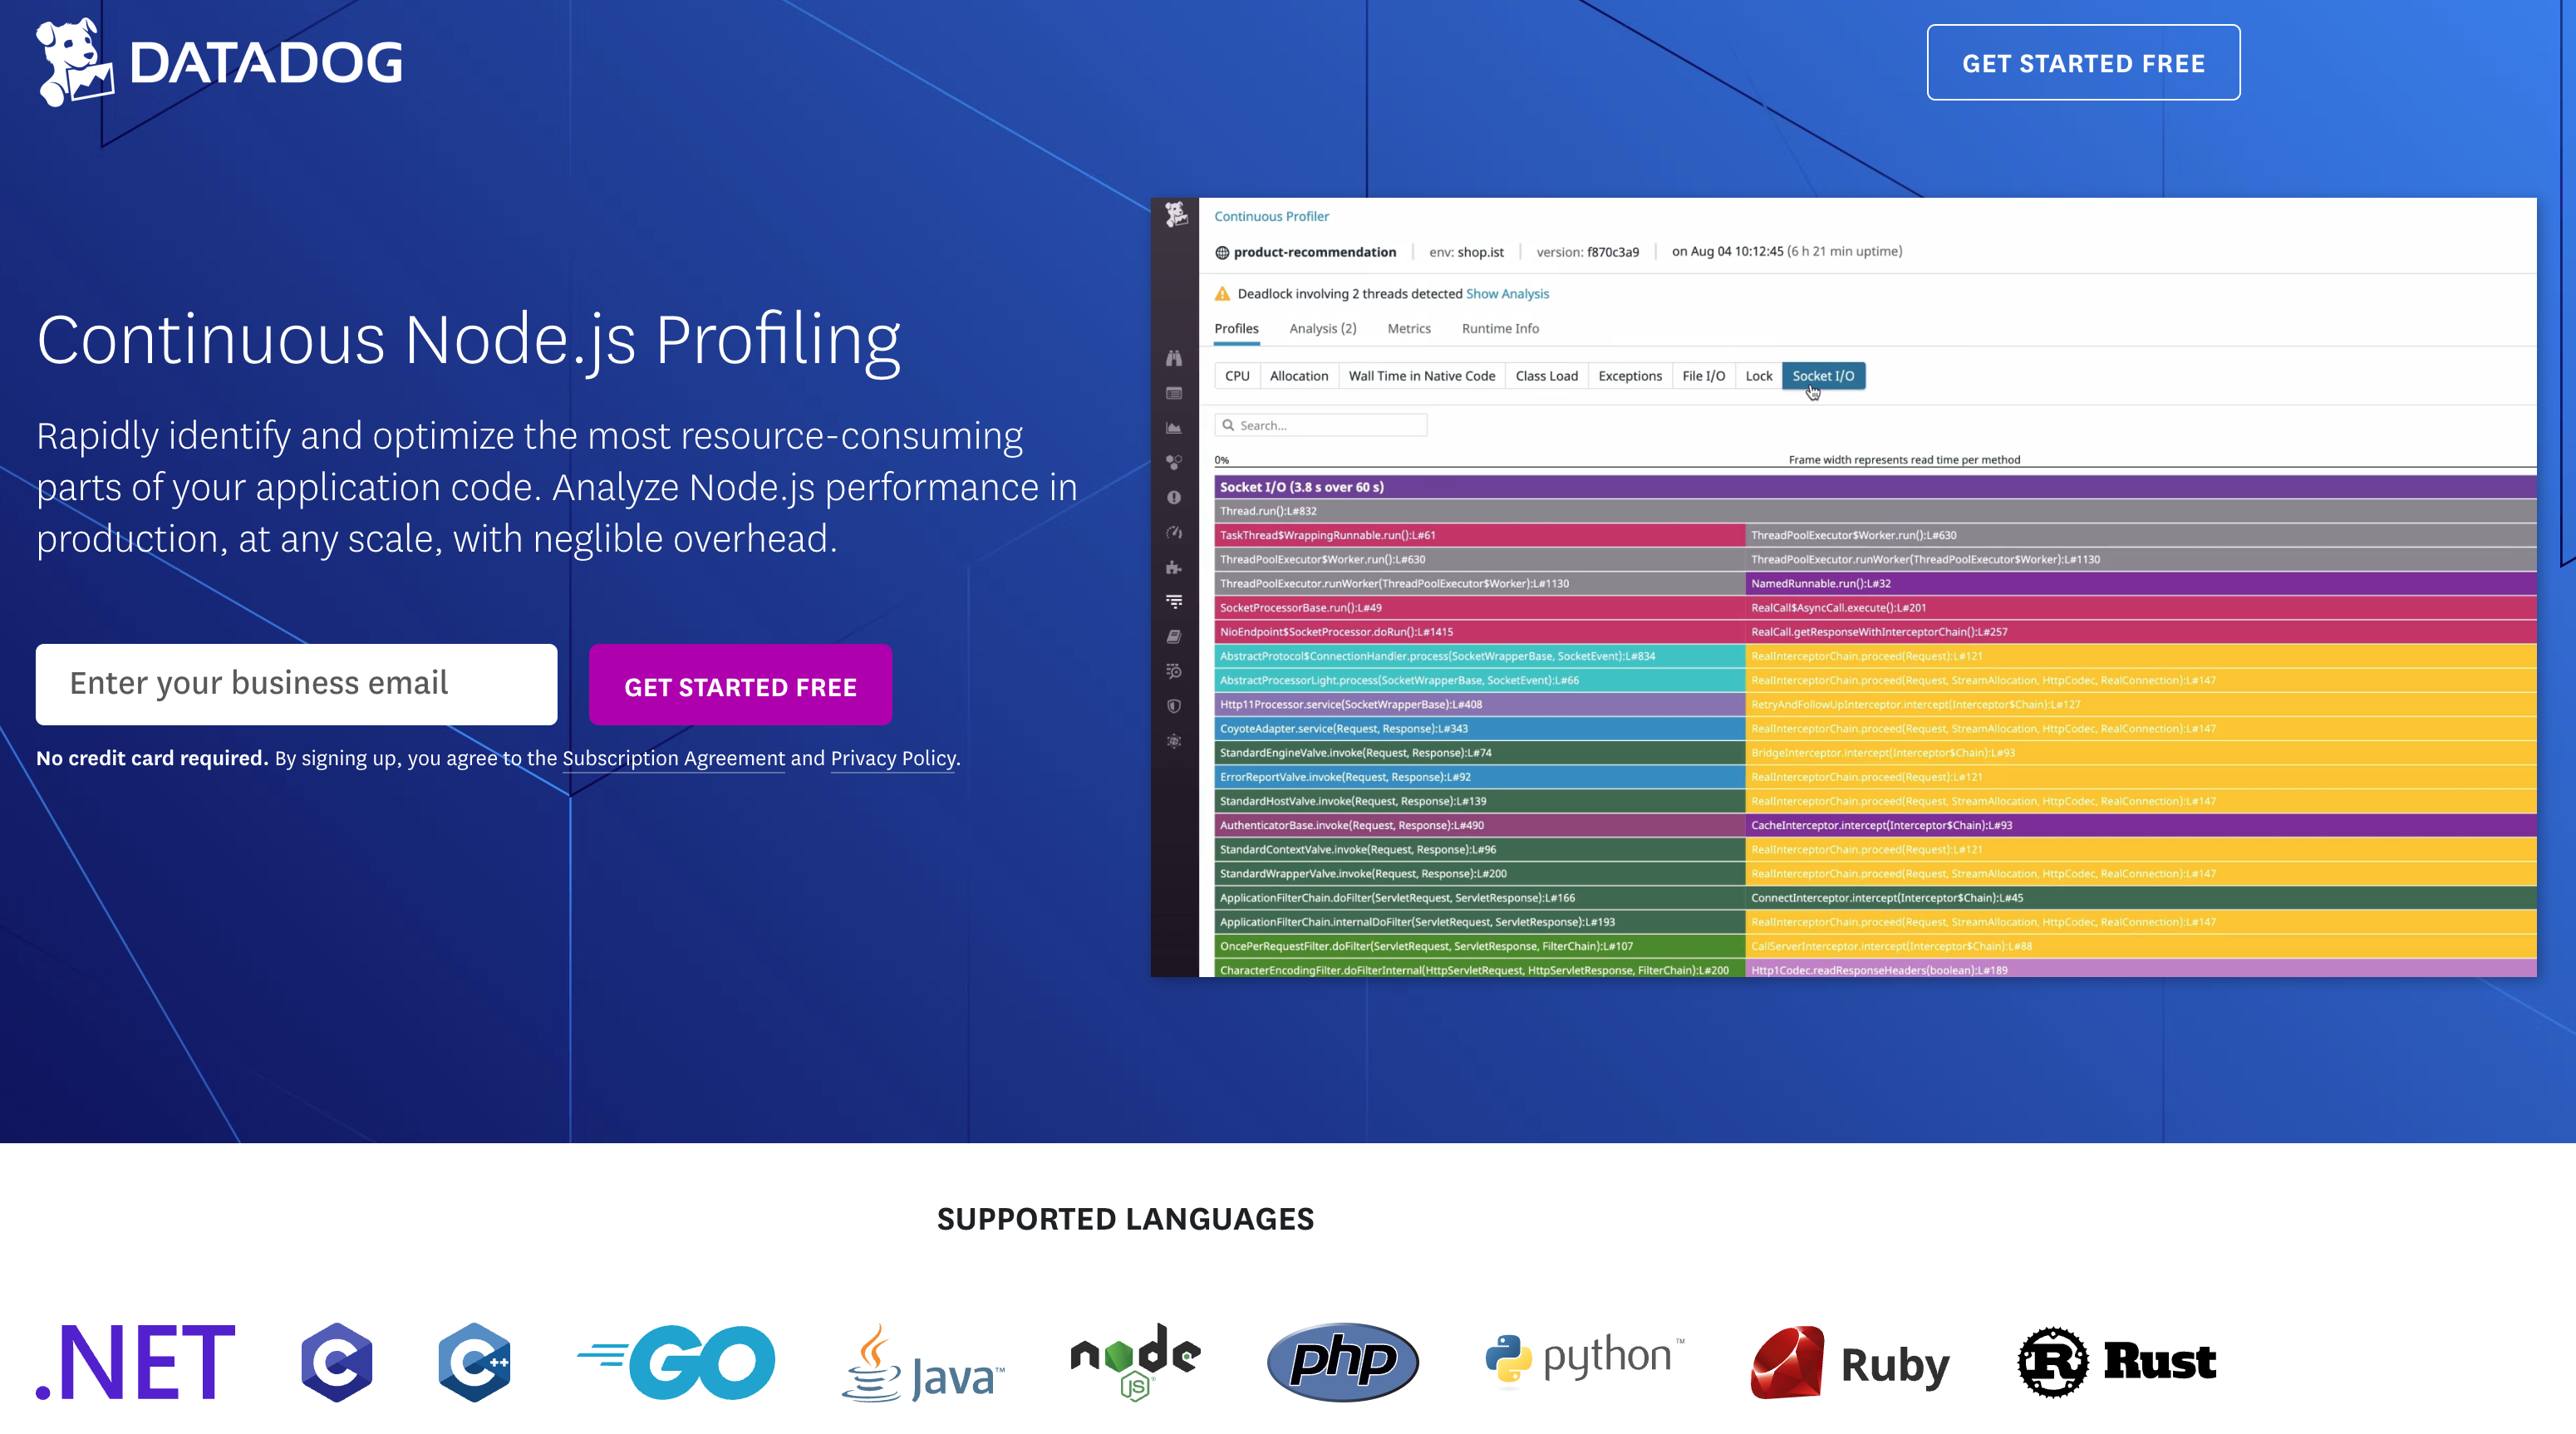 DATADOG
GET STARTED FREE
Continuous Node.js Profiling
Rapidly identify and optimize the most resource-consuming
parts of your application code. Analyze Node.js performance in
production, at any scale, with neglible overhead.
Enter your business email
GET STARTED FREE
No credit card required. By signing up, you agree to the Subscription Agreement and Privacy Policy.
Continuous Profiler
product-recommendation env: shop.ist version: f870c3a9 on Aug 04 10:12:45 (6 h 21 min uptime)
Deadlock involving 2 threads detected Show Analysis
Profiles Analysis (2) Metrics Runtime Info
CPU Allocation Wall Time in Native Code Class Load Exceptions File I/O Lock Socket I/O
Search...
0% Frame width represents read time per method
Socket I/O (3.8 s over 60 s)
Thread.run():L#832
TaskThread$WrappingRunnable.run():L#61 ThreadPoolExecutor$Worker.run():L#630
ThreadPoolExecutor$Worker.run():L#630 ThreadPoolExecutor.runWorker(ThreadPoolExecutor$Worker):L#1130
ThreadPoolExecutor.runWorker(ThreadPoolExecutor$Worker):L#1130 NamedRunnable.run():L#32
SocketProcessorBase.run():L#49 RealCall$AsyncCall.execute():L#201
NioEndpoint$SocketProcessor.doRun():L#1415 RealCall.getResponseWithInterceptorChain():L#257
AbstractProtocol$ConnectionHandler.process(SocketWrapperBase, SocketEvent):L#834 RealInterceptorChain.proceed(Request):L#121
AbstractProcessorLight.process(SocketWrapperBase, SocketEvent):L#66 RealInterceptorChain.proceed(Request, StreamAllocation, HttpCodec, RealConnection):L#147
Http11Processor.service(SocketWrapperBase):L#408 RetryAndFollowUpInterceptor.intercept(Interceptor$Chain):L#127
CoyoteAdapter.service(Request, Response):L#343 RealInterceptorChain.proceed(Request, StreamAllocation, HttpCodec, RealConnection):L#147
StandardEngineValve.invoke(Request, Response):L#74 BridgeInterceptor.intercept(Interceptor$Chain):L#93
ErrorReportValve.invoke(Request, Response):L#92 RealInterceptorChain.proceed(Request):L#121
StandardHostValve.invoke(Request, Response):L#139 RealInterceptorChain.proceed(Request, StreamAllocation, HttpCodec, RealConnection):L#147
AuthenticatorBase.invoke(Request, Response):L#490 CacheInterceptor.intercept(Interceptor$Chain):L#93
StandardContextValve.invoke(Request, Response):L#96 RealInterceptorChain.proceed(Request):L#121
StandardWrapperValve.invoke(Request, Response):L#200 RealInterceptorChain.proceed(Request, StreamAllocation, HttpCodec, RealConnection):L#147
ApplicationFilterChain.doFilter(ServletRequest, ServletResponse):L#166 ConnectInterceptor.intercept(Interceptor$Chain):L#45
ApplicationFilterChain.internalDoFilter(ServletRequest, ServletResponse):L#193 RealInterceptorChain.proceed(Request, StreamAllocation, HttpCodec, RealConnection):L#147
OncePerRequestFilter.doFilter(ServletRequest, ServletResponse, FilterChain):L#107 CallServerInterceptor.intercept(Interceptor$Chain):L#88
CharacterEncodingFilter.doFilterInternal(HttpServletRequest, HttpServletResponse, FilterChain):L#200 Http1Codec.readResponseHeaders(boolean):L#189
SUPPORTED LANGUAGES
.NET C C++ GO Java™ node JS® php python™ Ruby R Rust